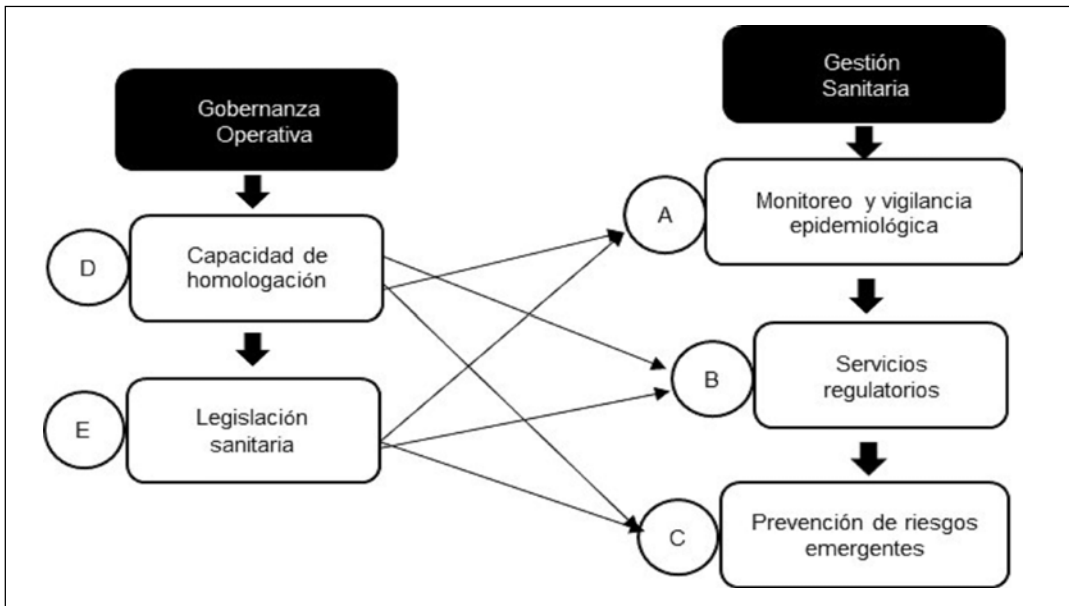 Gobernanza
Operativa
D
Capacidad de
homologación
E
Legislación
sanitaria
Gestión
Sanitaria
A
Monitoreo y vigilancia
epidemiológica
B
Servicios
regulatorios
C
Prevención de riesgos
emergentes